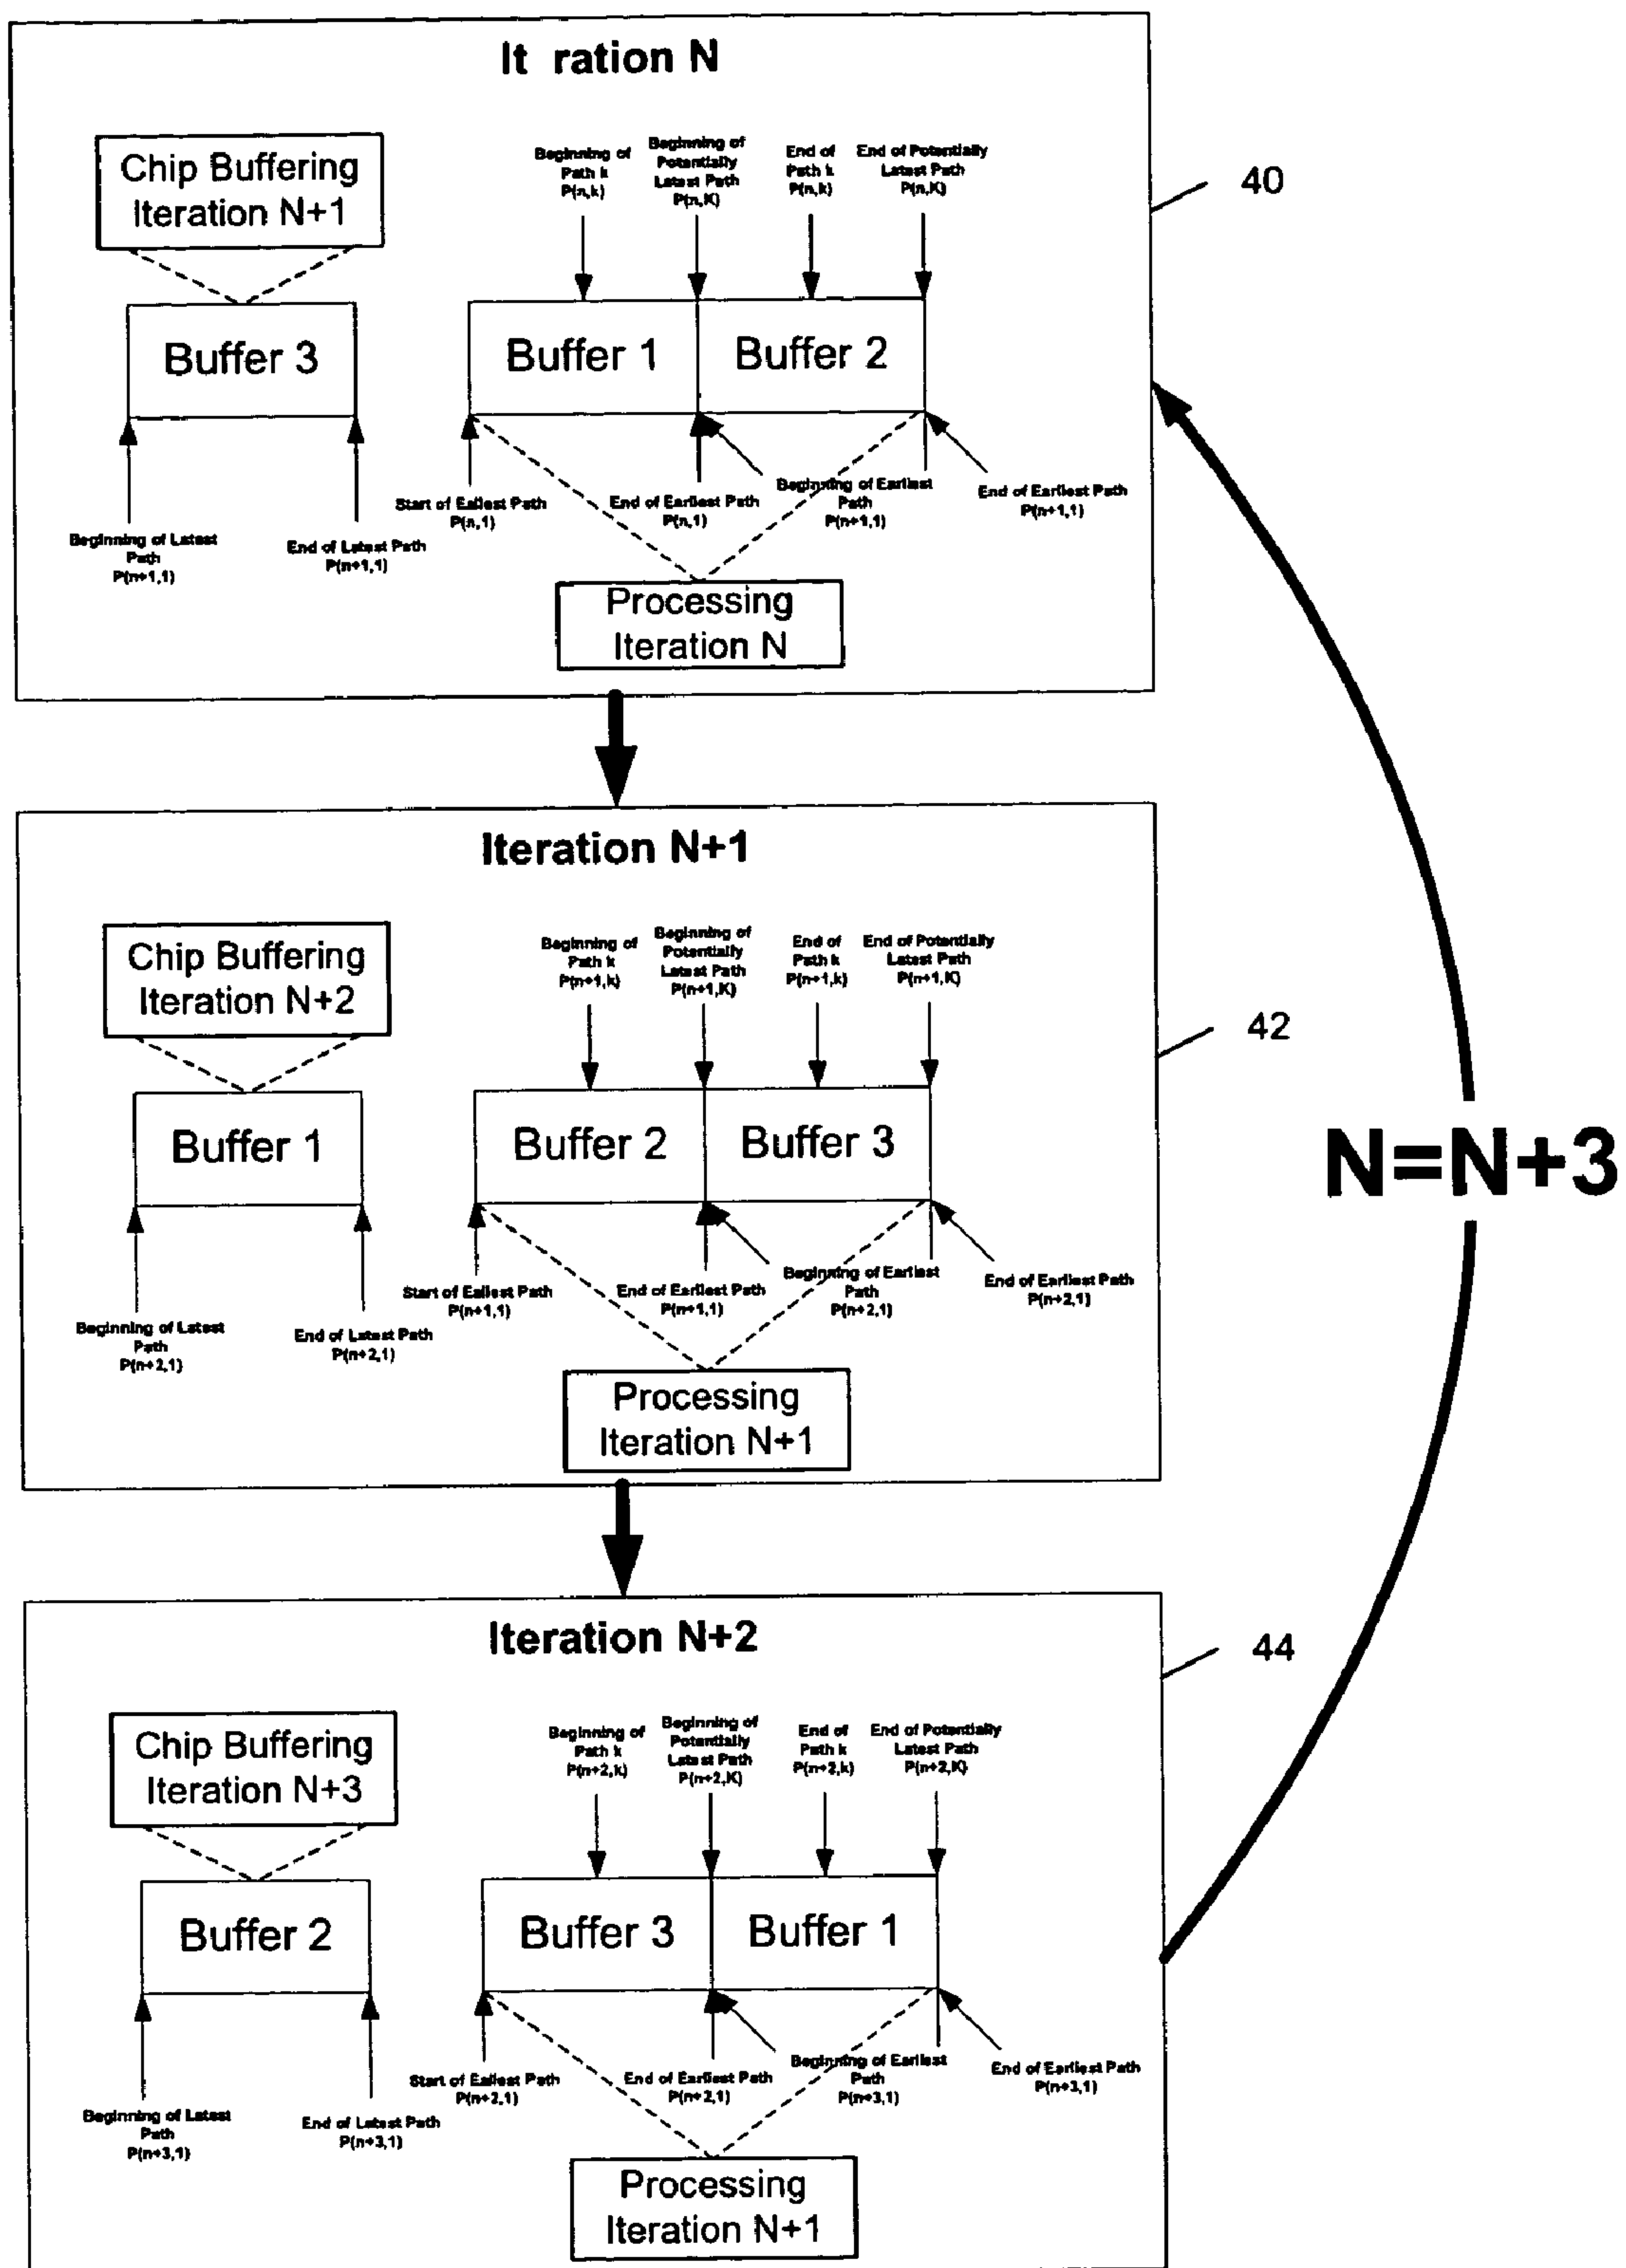 It ration N
Chip Buffering
Iteration N+1
Beginning of
Path k
P(n,k)
Beginning of
Potentially
Latest Path
P(n,K)
End of
Path k
P(n,k)
End of Potentially
Latest Path
P(n,K)
40
Buffer 3
Buffer 1
Buffer 2
Beginning of Latest
Path
P(n+1,1)
End of Latest Path
P(n+1,1)
Start of Eallest Path
P(n,1)
End of Earliest Path
P(n,1)
Beginning of Earliest
Path
P(n+1,1)
End of Earliest Path
P(n+1,1)
Processing
Iteration N
Iteration N+1
Chip Buffering
Iteration N+2
Beginning of
Path k
P(n+1,k)
Beginning of
Potentially
Latest Path
P(n+1,K)
End of
Path k
P(n+1,k)
End of Potentially
Latest Path
P(n+1,K)
42
Buffer 1
Buffer 2
Buffer 3
N=N+3
Beginning of Latest
Path
P(n+2,1)
End of Latest Path
P(n+2,1)
Start of Eallest Path
P(n+1,1)
End of Earliest Path
P(n+1,1)
Beginning of Earliest
Path
P(n+2,1)
End of Earliest Path
P(n+2,1)
Processing
Iteration N+1
Iteration N+2
Chip Buffering
Iteration N+3
Beginning of
Path k
P(n+2,k)
Beginning of
Potentially
Latest Path
P(n+2,K)
End of
Path k
P(n+2,k)
End of Potentially
Latest Path
P(n+2,K)
44
Buffer 2
Buffer 3
Buffer 1
Beginning of Latest
Path
P(n+3,1)
End of Latest Path
P(n+3,1)
Start of Eallest Path
P(n+2,1)
End of Earliest Path
P(n+2,1)
Beginning of Earliest
Path
P(n+3,1)
End of Earliest Path
P(n+3,1)
Processing
Iteration N+1